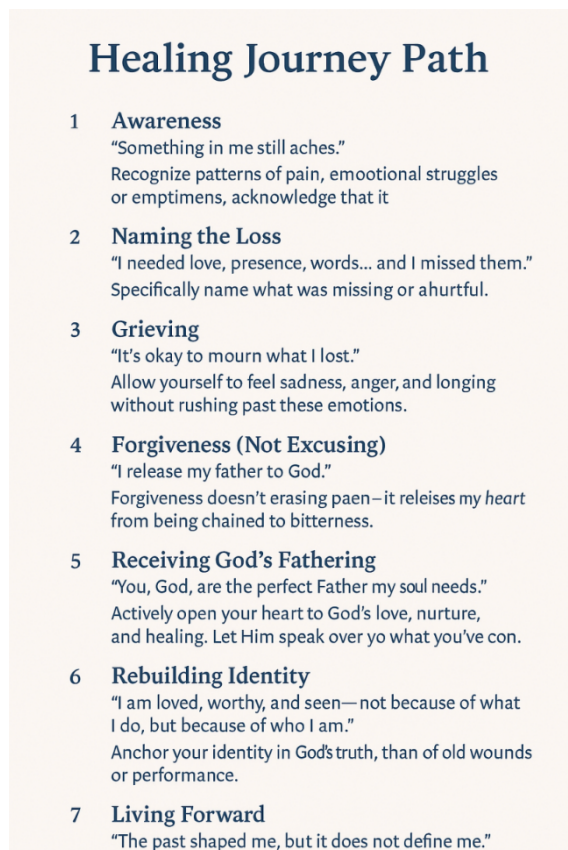 Healing Journey Path
1 Awareness
“Something in me still aches.”
Recognize patterns of pain, emootional struggles
or emptimens, acknowledge that it
2 Naming the Loss
“I needed love, presence, words... and I missed them.”
Specifically name what was missing or ahurtful.
3 Grieving
“It’s okay to mourn what I lost.”
Allow yourself to feel sadness, anger, and longing
without rushing past these emotions.
4 Forgiveness (Not Excusing)
“I release my father to God.”
Forgiveness doesn’t erasing paen–it releises my heart
from being chained to bitterness.
5 Receiving God’s Fathering
“You, God, are the perfect Father my soul needs.”
Actively open your heart to God’s love, nurture,
and healing. Let Him speak over yo what you’ve con.
6 Rebuilding Identity
“I am loved, worthy, and seen—not because of what
I do, but because of who I am.”
Anchor your identity in God’s truth, than of old wounds
or performance.
7 Living Forward
“The past shaped me, but it does not define me.”